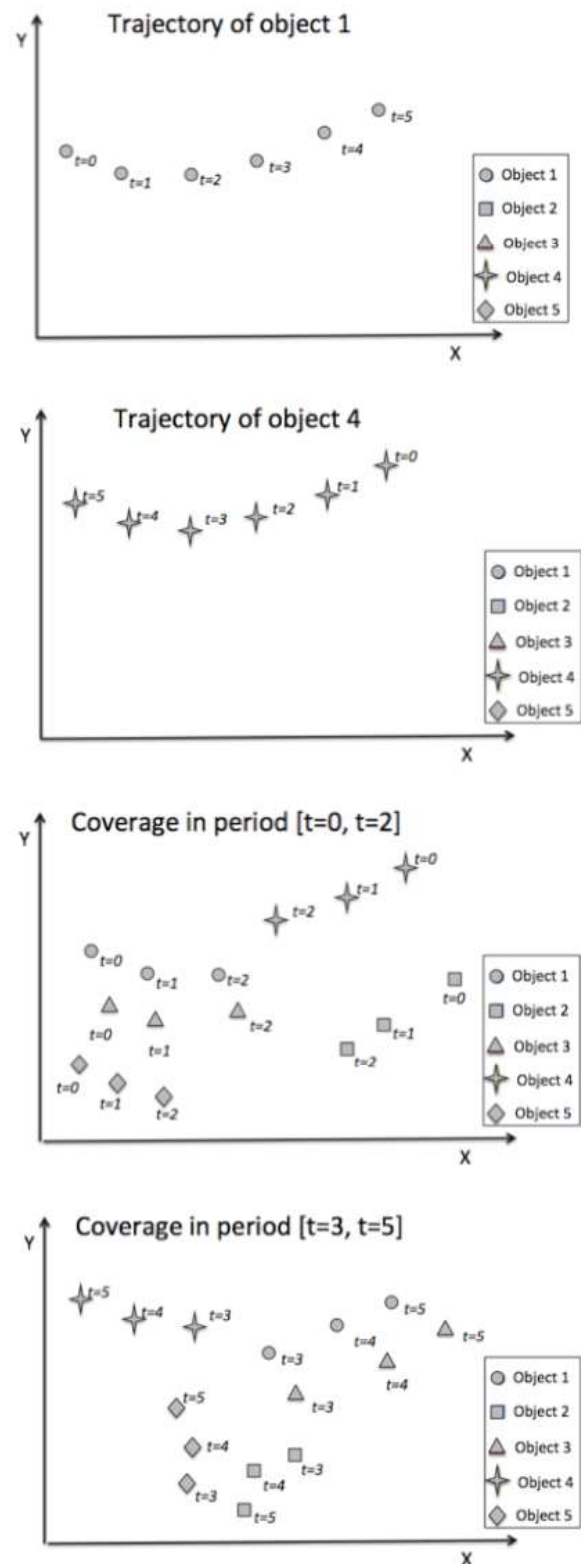 Trajectory of object 1
Y
t=0
t=1
t=2
t=3
t=4
t=5
Object 1
Object 2
Object 3
Object 4
Object 5
X
Trajectory of object 4
Y
t=5
t=4
t=3
t=2
t=1
t=0
Object 1
Object 2
Object 3
Object 4
Object 5
X
Coverage in period [t=0, t=2]
Y
t=0
t=1
t=2
t=0
t=1
t=2
t=0
t=1
t=2
t=2
t=1
t=0
t=0
t=1
t=2
Object 1
Object 2
Object 3
Object 4
Object 5
X
Coverage in period [t=3, t=5]
Y
t=5
t=4
t=3
t=3
t=4
t=5
t=3
t=4
t=5
t=5
t=4
t=3
t=3
t=4
t=5
Object 1
Object 2
Object 3
Object 4
Object 5
X